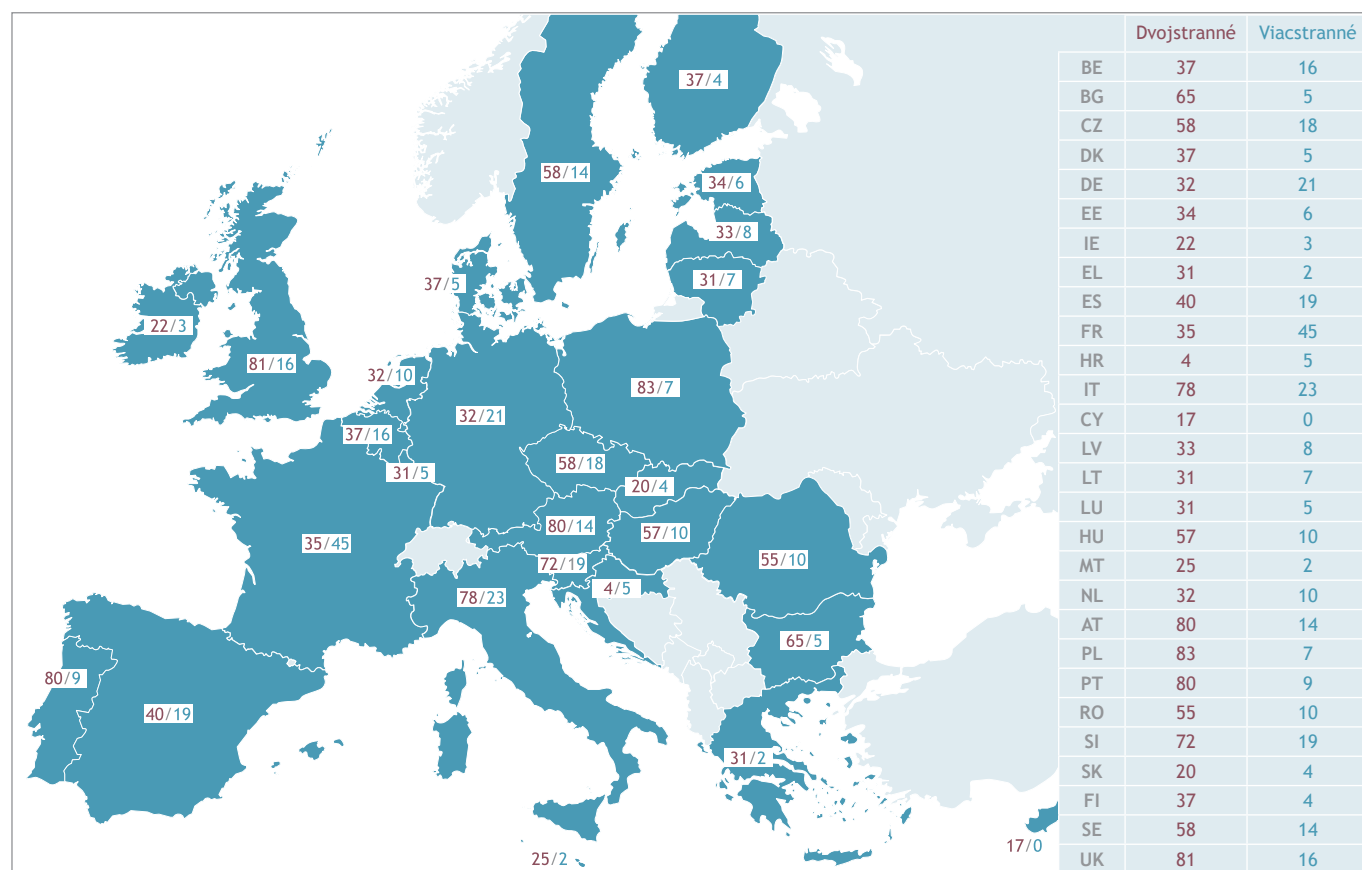 37/4
58/14
34/6
33/8
37/5
31/7
22/3
81/16
32/10
83/7
32/21
37/16
58/18
31/5
20/4
80/14
57/10
35/45
55/10
72/19
4/5
78/23
65/5
80/9
40/19
31/2
17/0
25/2
Dvojstranné Viacstranné
BE 37 16
BG 65 5
CZ 58 18
DK 37 5
DE 32 21
EE 34 6
IE 22 3
EL 31 2
ES 40 19
FR 35 45
HR 4 5
IT 78 23
CY 17 0
LV 33 8
LT 31 7
LU 31 5
HU 57 10
MT 25 2
NL 32 10
AT 80 14
PL 83 7
PT 80 9
RO 55 10
SI 72 19
SK 20 4
FI 37 4
SE 58 14
UK 81 16